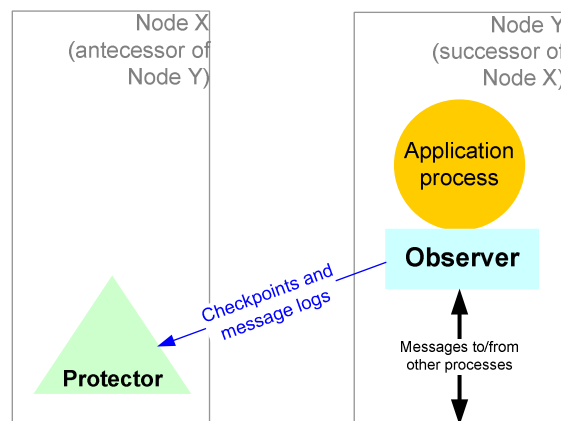 Node X
(antecessor of
Node Y)
Node Y
(successor of
Node X)
Application
process
Observer
Checkpoints and
message logs
Messages to/from
other processes
Protector